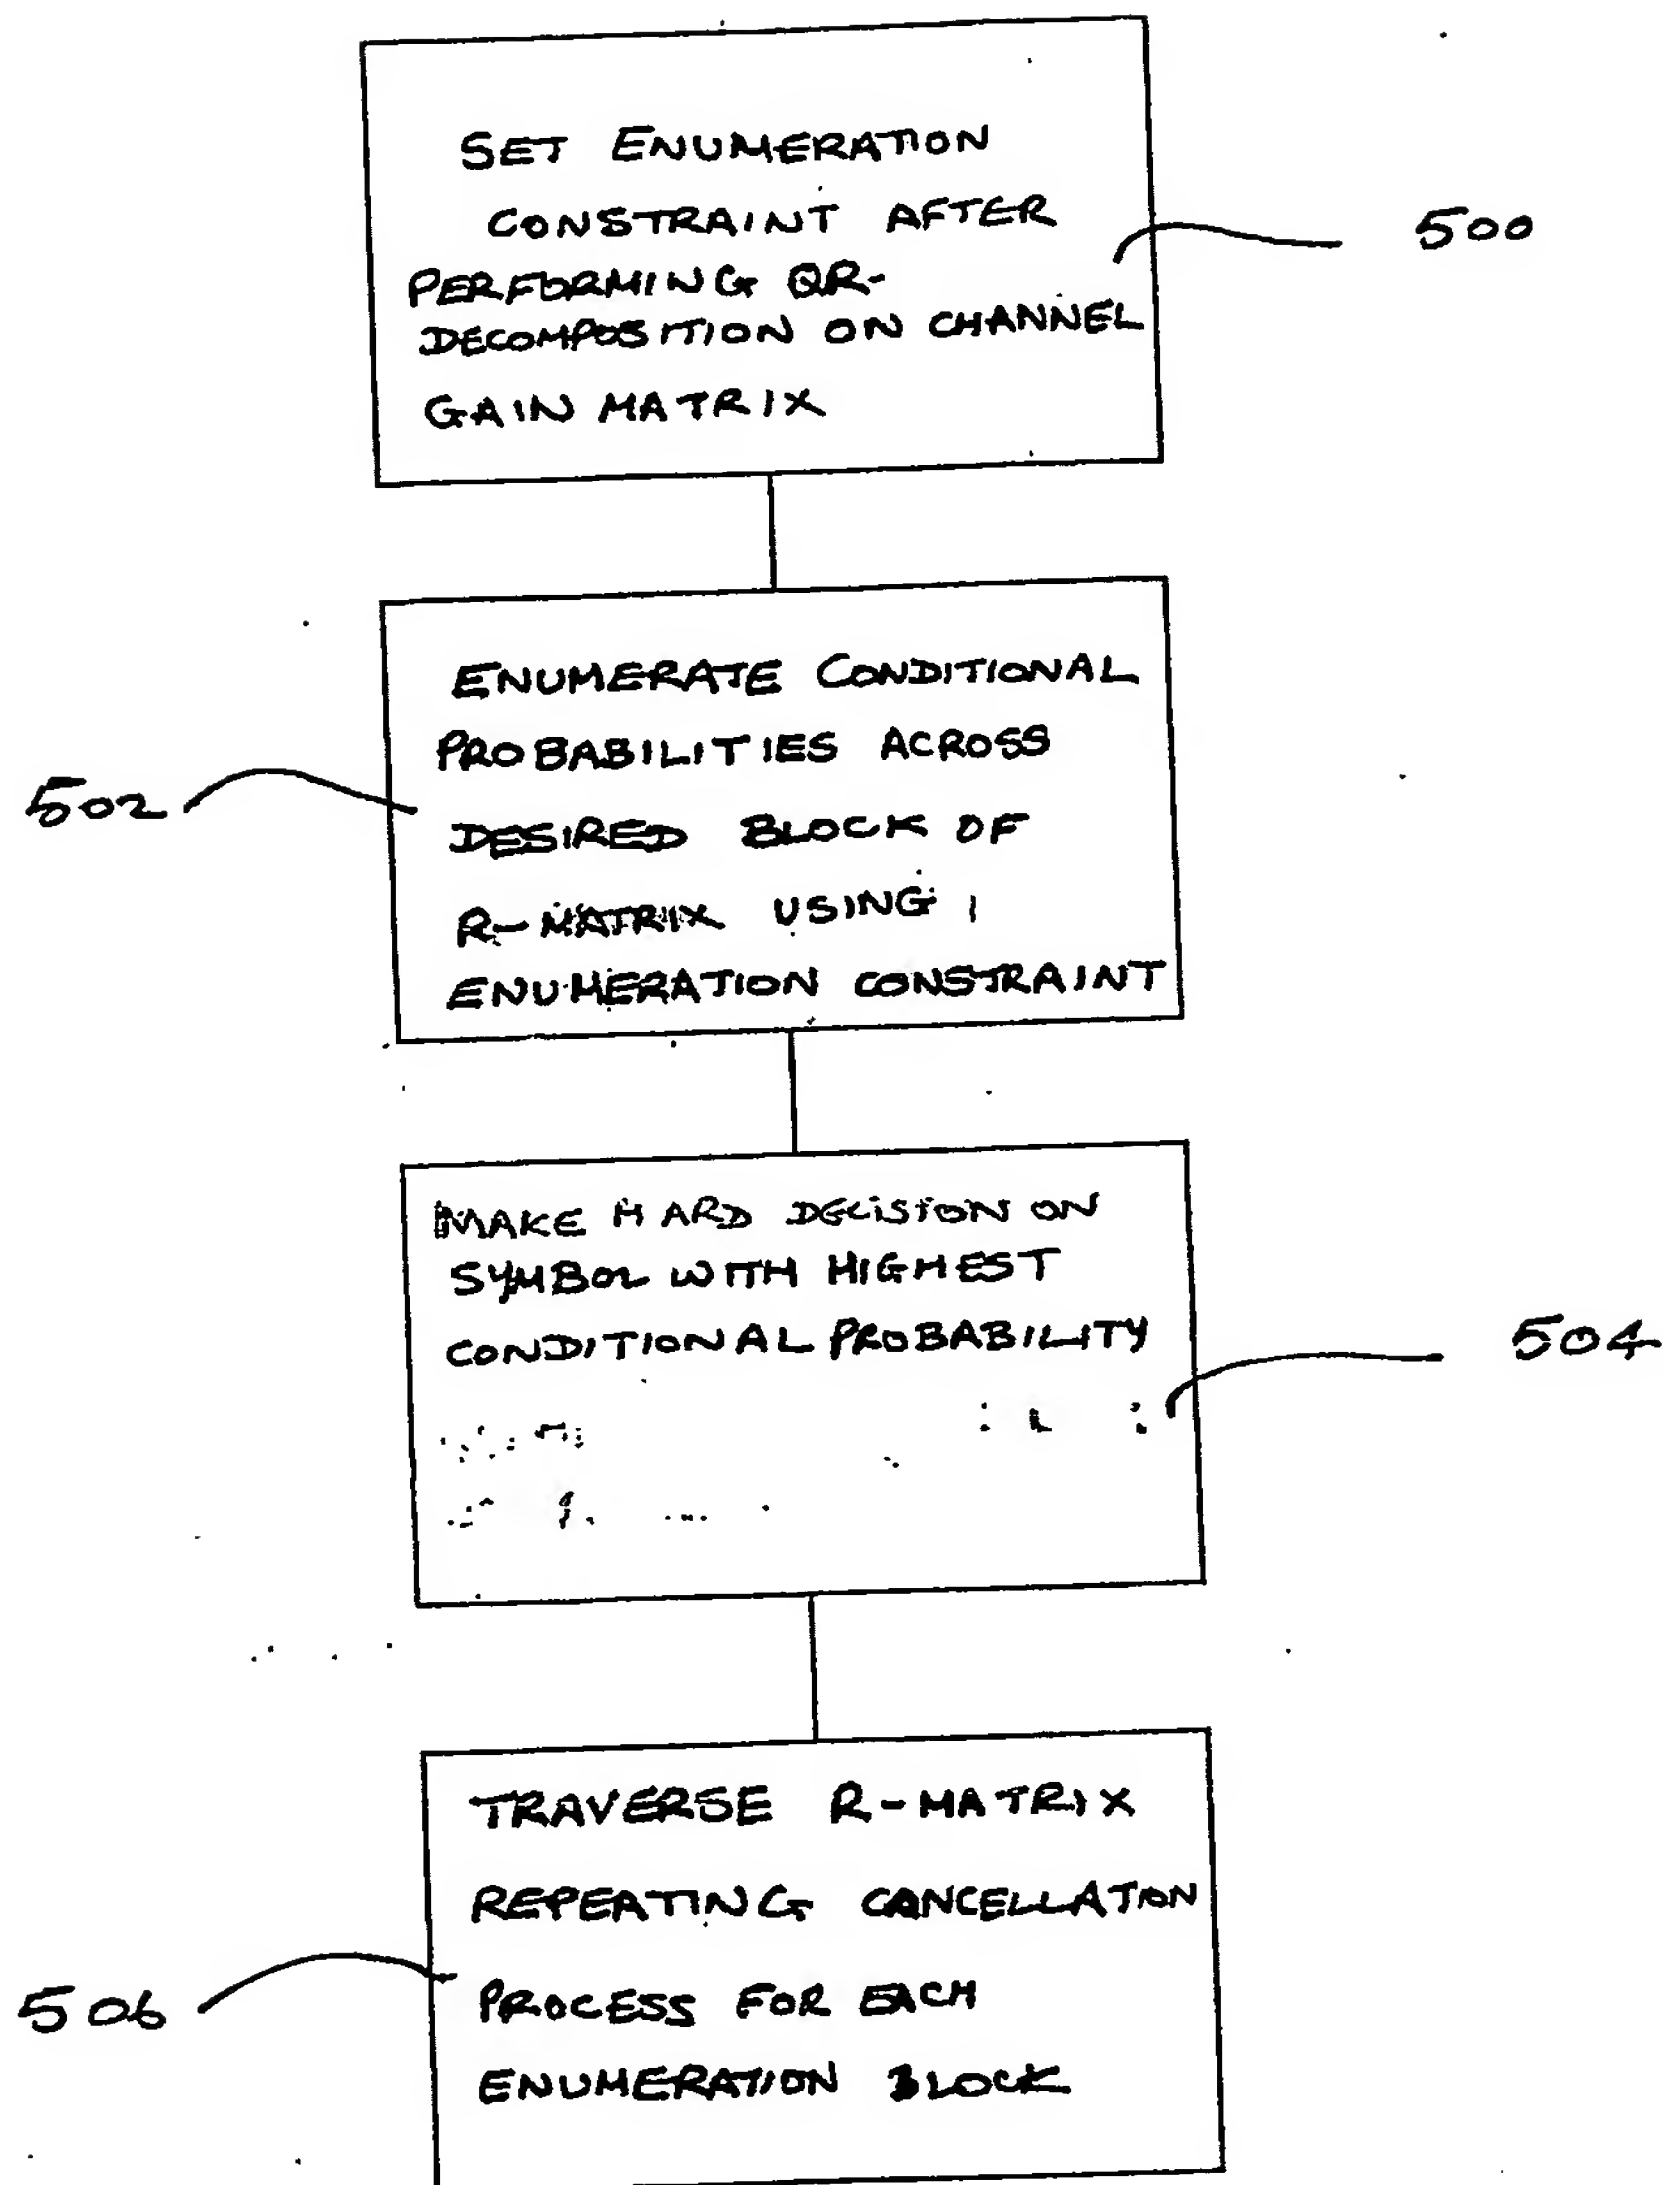 SET ENUMERATION
CONSTRAINT AFTER
PERFORMING QR-
DECOMPOSITION ON CHANNEL
GAIN MATRIX
500
ENUMERATE CONDITIONAL
PROBABILITIES ACROSS
DESIRED BLOCK OF
R-MATRIX USING
ENUMERATION CONSTRAINT
502
MAKE HARD DECISION ON
SYMBOL WITH HIGHEST
CONDITIONAL PROBABILITY
504
TRAVERSE R-MATRIX
REPEATING CANCELLATION
PROCESS FOR EACH
ENUMERATION BLOCK
506